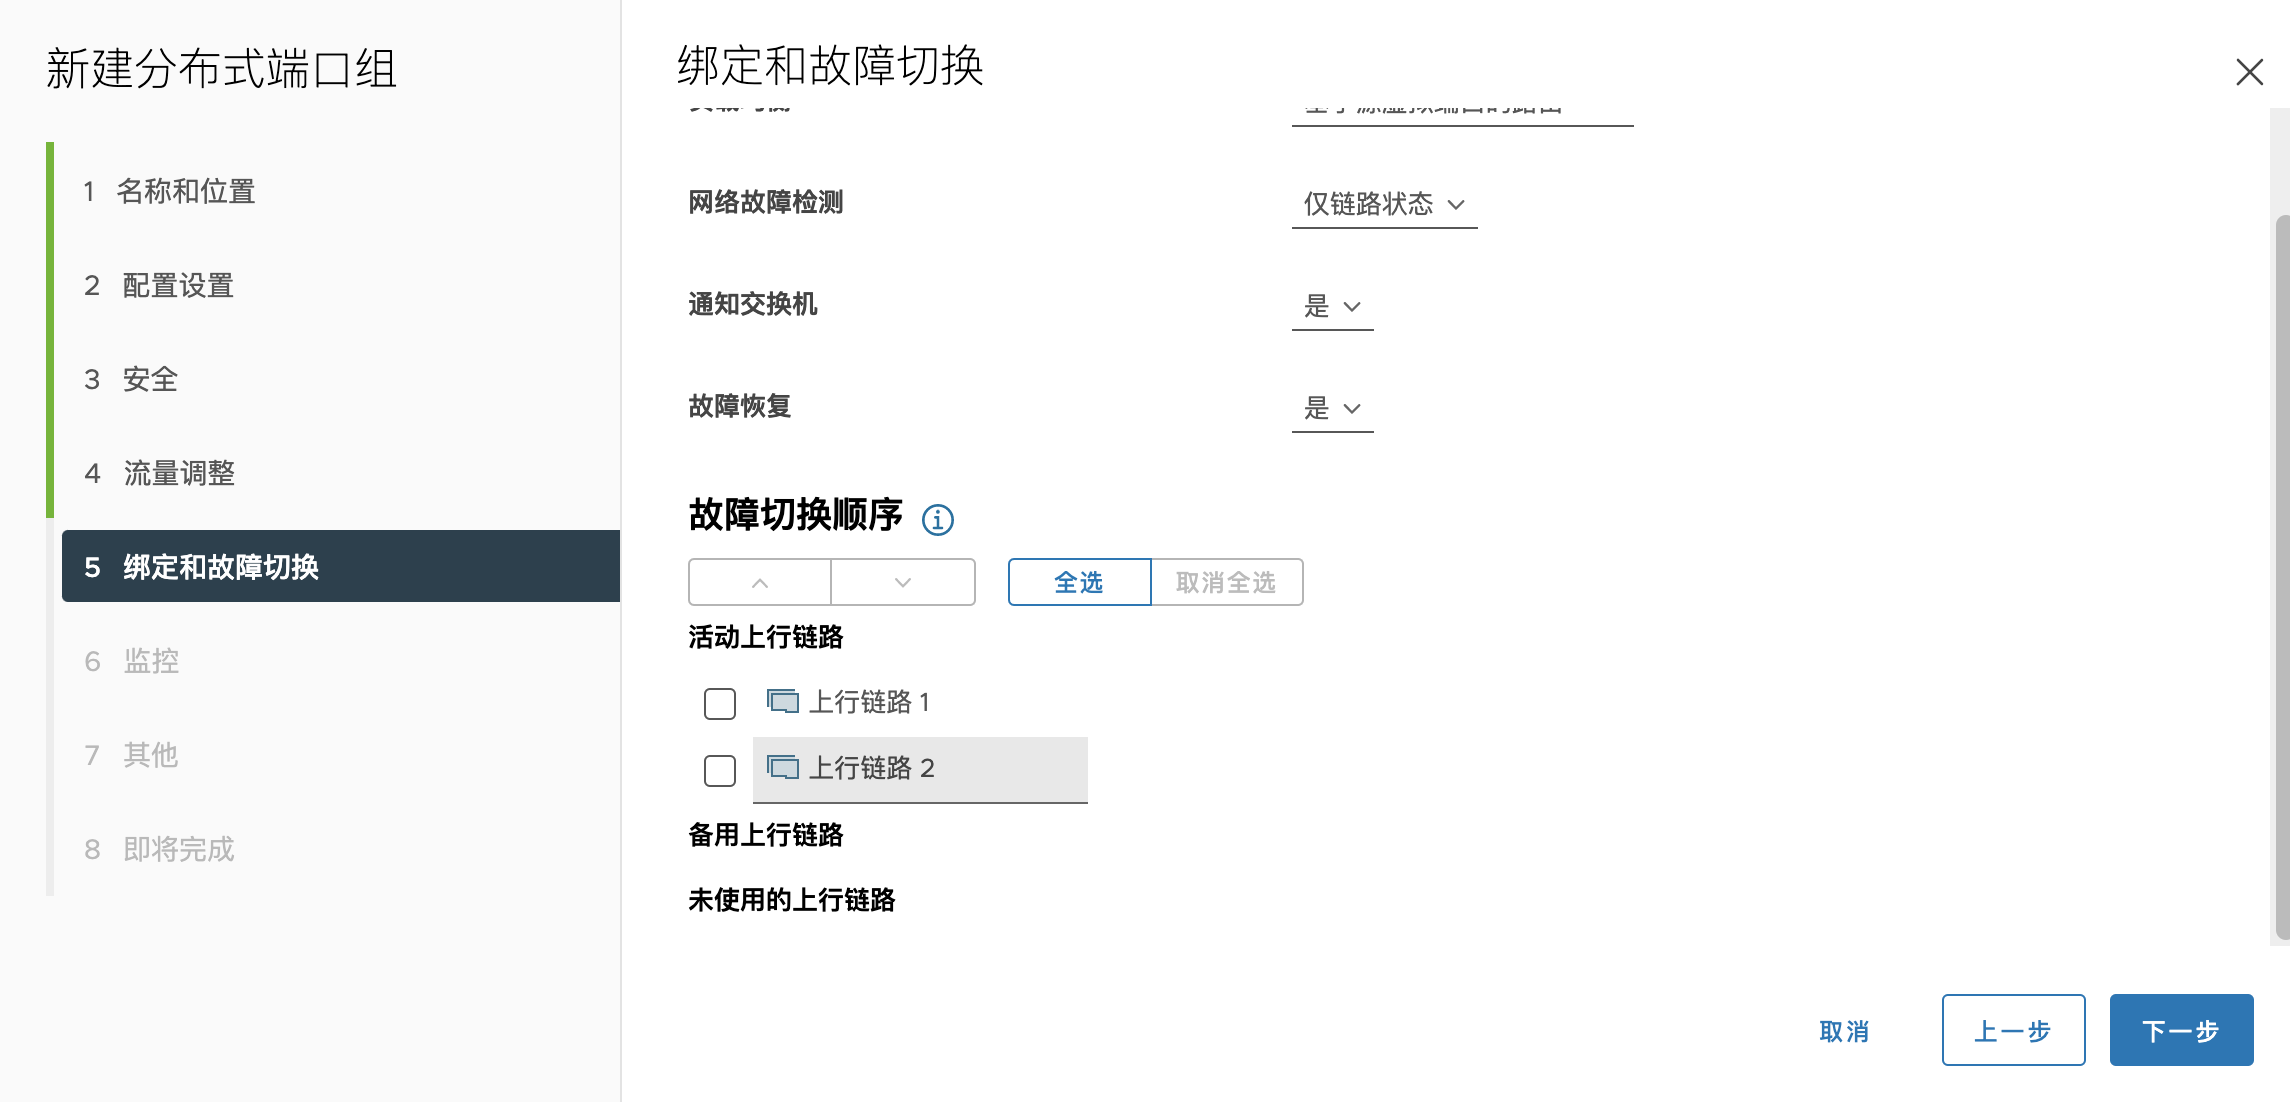 新建分布式端口组
1 名称和位置
2 配置设置
3 安全
4 流量调整
5 绑定和故障切换
6 监控
7 其他
8 即将完成
绑定和故障切换
网络故障检测 仅链路状态
通知交换机 是
故障恢复 是
故障切换顺序
全选 取消全选
活动上行链路
上行链路 1
上行链路 2
备用上行链路
未使用的上行链路
取消 上一步 下一步